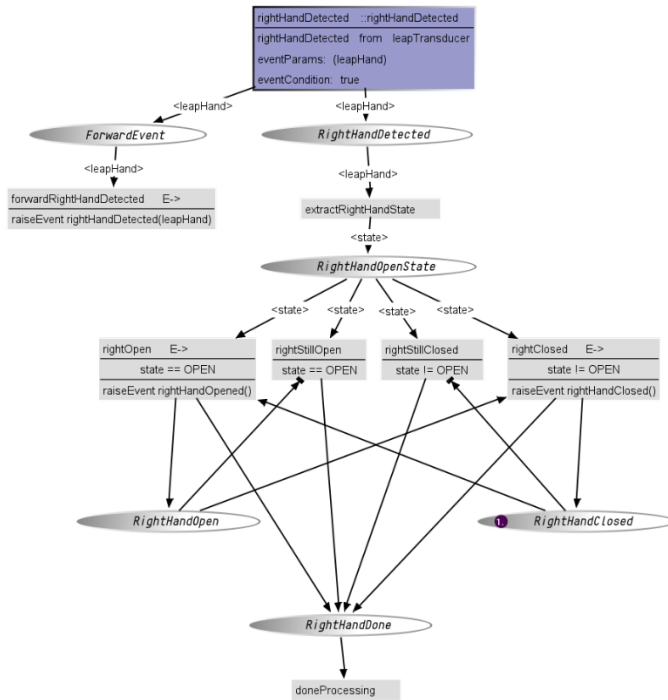 rightHandDetected ::rightHandDetected
rightHandDetected from leapTransducer
eventParams: (leapHand)
eventCondition: true
<leapHand> <leapHand>
ForwardEvent RightHandDetected
<leapHand> <leapHand>
forwardRightHandDetected E->
raiseEvent rightHandDetected(leapHand)
extractRightHandState
<state>
RightHandOpenState
<state> <state> <state> <state>
rightOpen E->
state == OPEN
raiseEvent rightHandOpened()
rightStillOpen
state == OPEN
rightStillClosed
state != OPEN
rightClosed E->
state != OPEN
raiseEvent rightHandClosed()
RightHandOpen
1. RightHandClosed
RightHandDone
doneProcessing